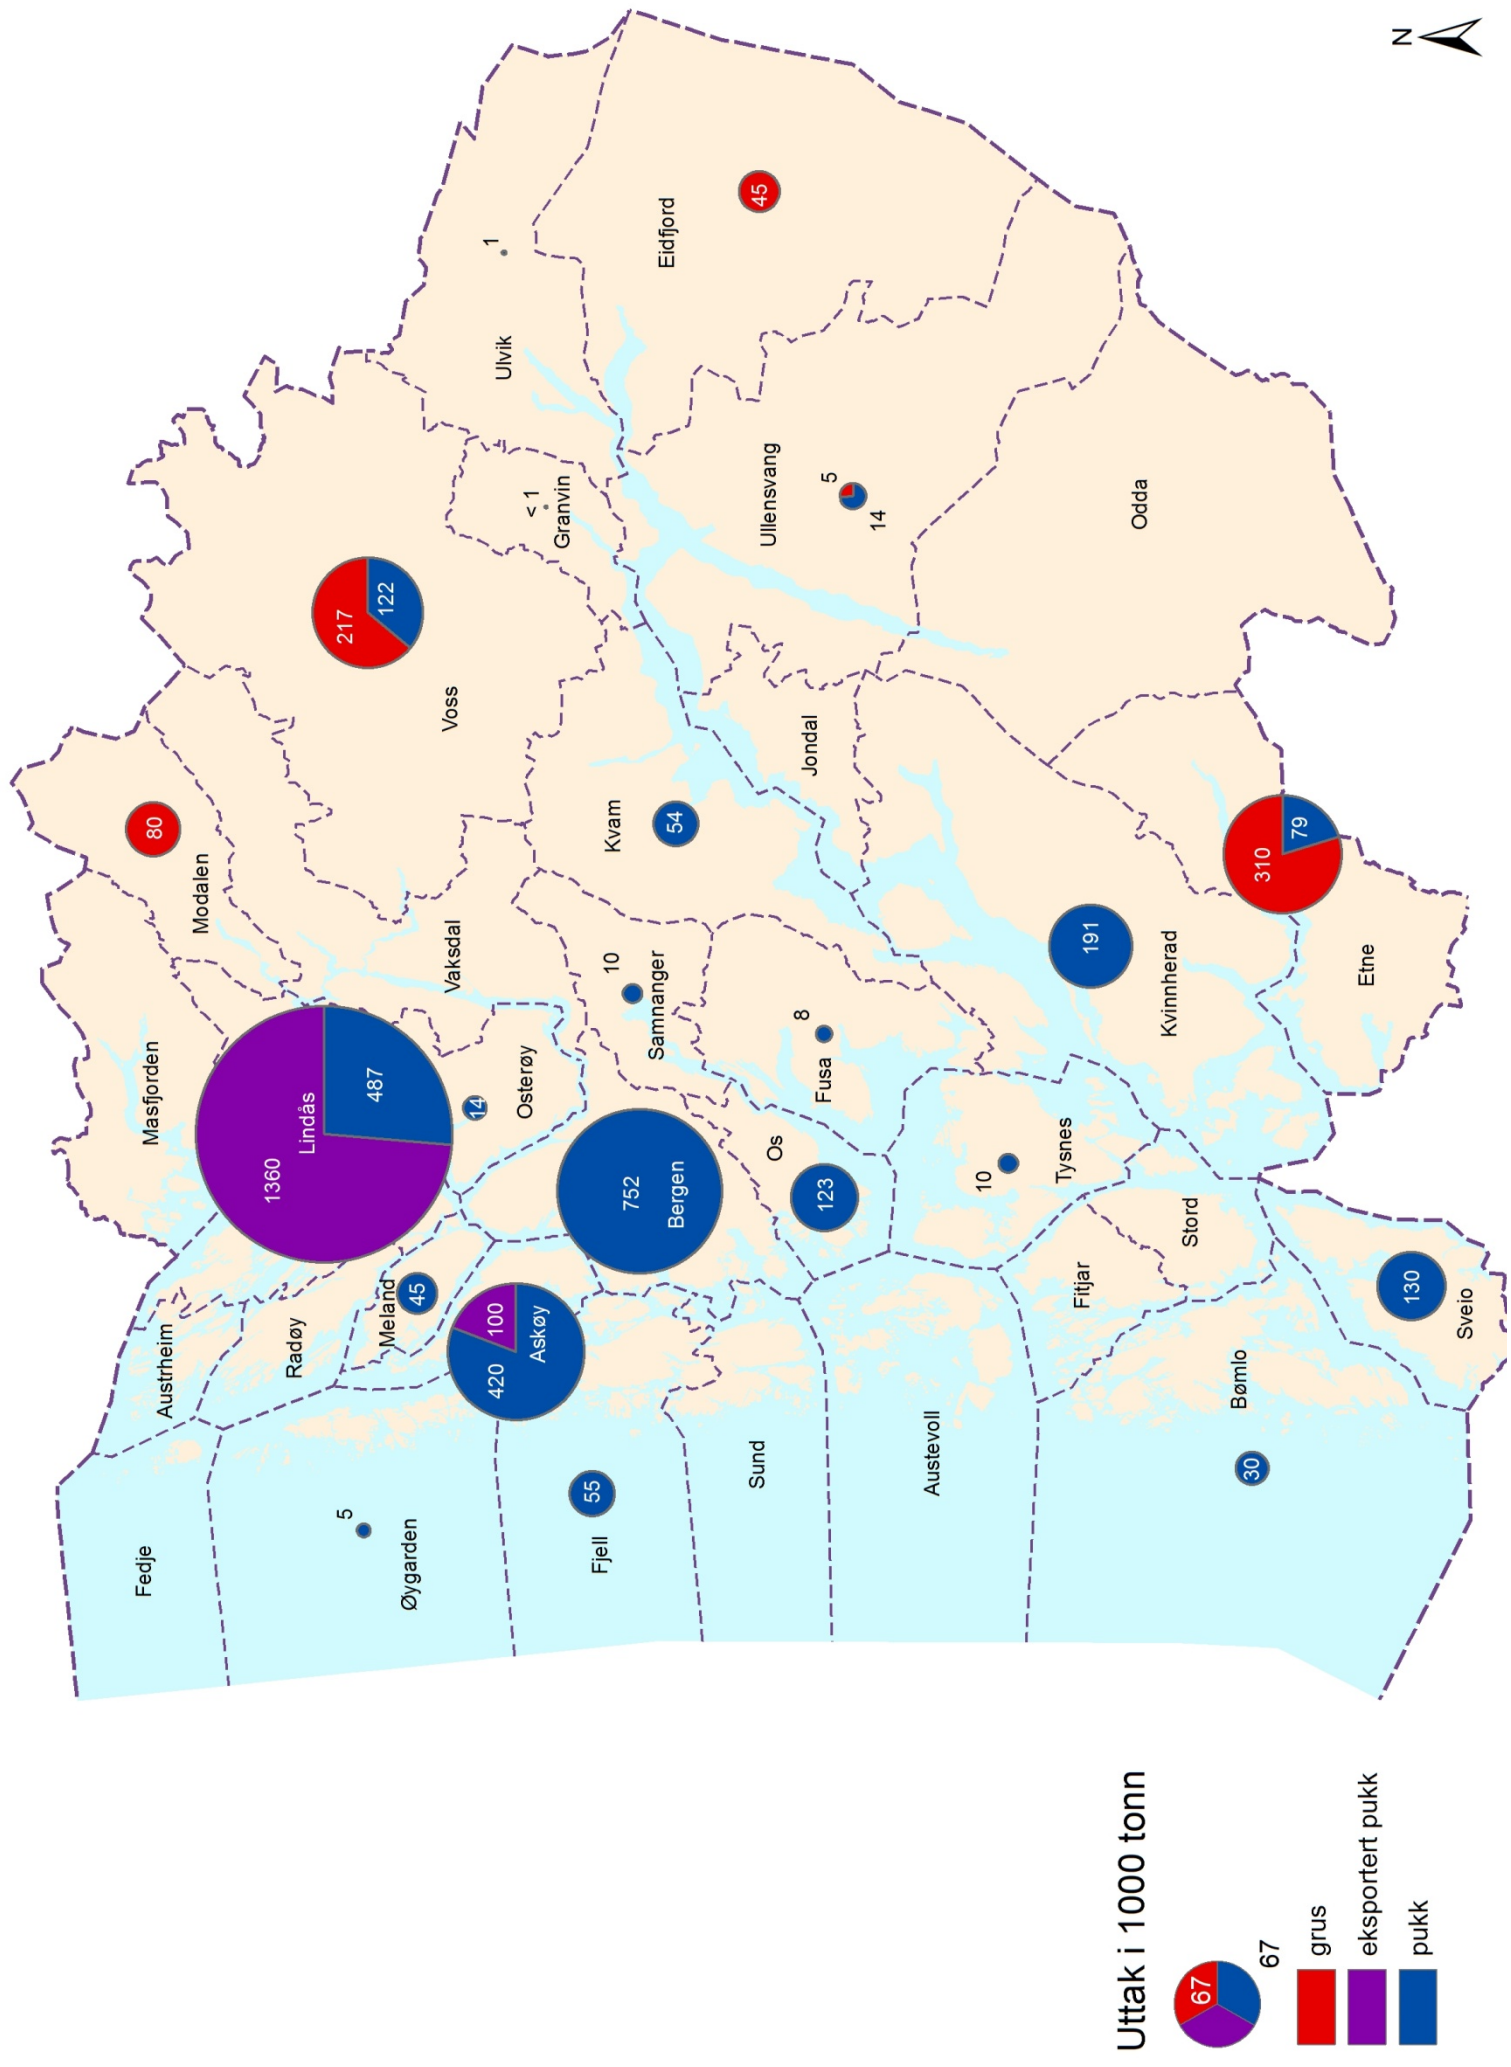 N
Fedje
Austrheim
Masfjorden
Modalen
80
1360
Lindås
487
Radøy
Meland
45
5
Øygarden
Vaksdal
Voss
217
122
Ulvik
1
< 1
Granvin
14
Osterøy
420
100
Askøy
55
Fjell
752
Bergen
10
Samnanger
Kvam
54
Eidfjord
45
Os
123
8
Fusa
Jondal
Ullensvang
5
14
Sund
Austevoll
10
Tysnes
191
Kvinnherad
Odda
Fitjar
Stord
Bømlo
30
310
79
Etne
130
Sveio
Uttak i 1000 tonn
67
67
grus
eksportert pukk
pukk